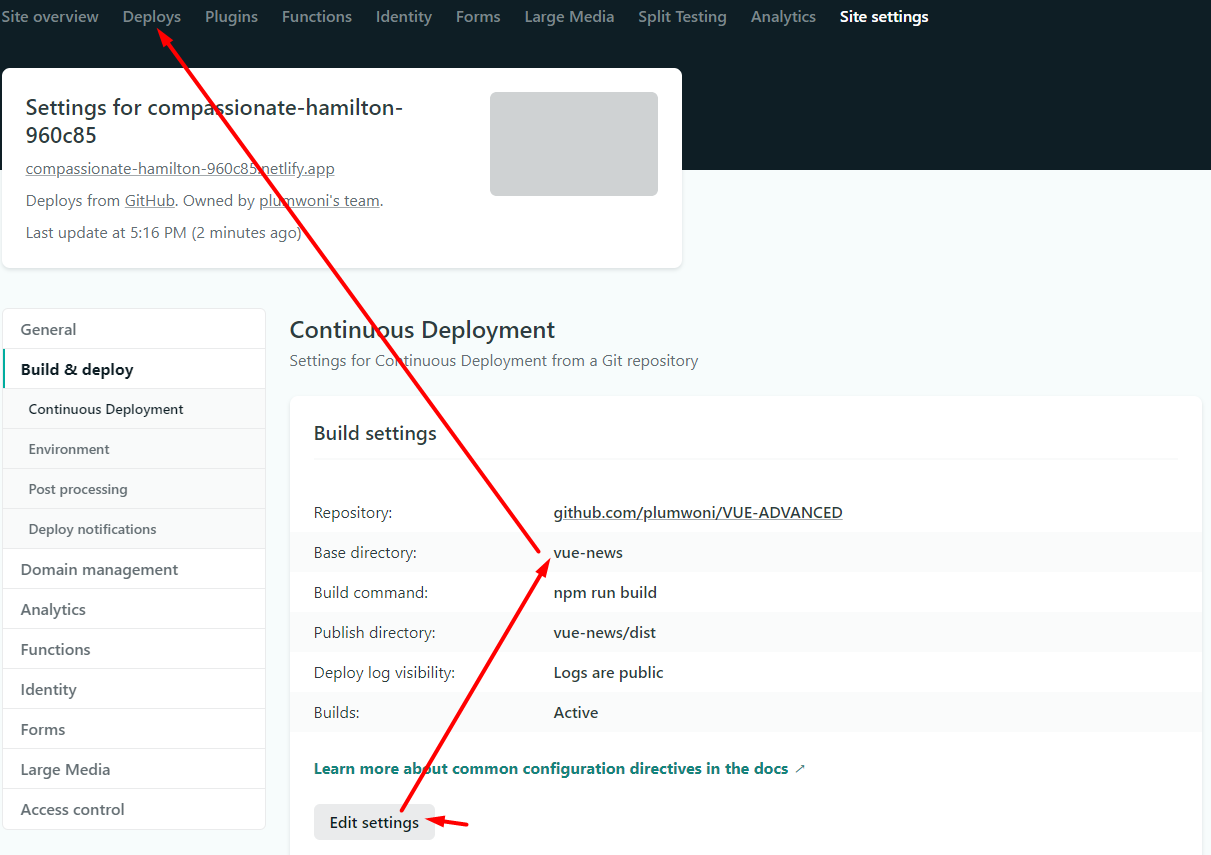 Site overview Deploys Plugins Functions Identity Forms Large Media Split Testing Analytics Site settings
Settings for compassionate-hamilton-
960c85
compassionate-hamilton-960c85.netlify.app
Deploys from GitHub. Owned by plumwoni's team.
Last update at 5:16 PM (2 minutes ago)
General
Build & deploy
Continuous Deployment
Environment
Post processing
Deploy notifications
Domain management
Analytics
Functions
Identity
Forms
Large Media
Access control
Continuous Deployment
Settings for Continuous Deployment from a Git repository
Build settings
Repository: github.com/plumwoni/VUE-ADVANCED
Base directory: vue-news
Build command: npm run build
Publish directory: vue-news/dist
Deploy log visibility: Logs are public
Builds: Active
Learn more about common configuration directives in the docs ↗
Edit settings